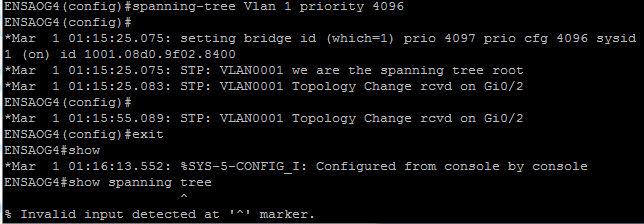 ENSAOG4(config)#spanning-tree Vlan 1 priority 4096
ENSAOG4(config)#
*Mar  1 01:15:25.075: setting bridge id (which=1) prio 4097 prio cfg 4096 sysid
1 (on) id 1001.08d0.9f02.8400
*Mar  1 01:15:25.075: STP: VLAN0001 we are the spanning tree root
*Mar  1 01:15:25.083: STP: VLAN0001 Topology Change rcvd on Gi0/2
ENSAOG4(config)#
*Mar  1 01:15:55.089: STP: VLAN0001 Topology Change rcvd on Gi0/2
ENSAOG4(config)#exit
ENSAOG4#show
*Mar  1 01:16:13.552: %SYS-5-CONFIG_I: Configured from console by console
ENSAOG4#show spanning tree
^
% Invalid input detected at '^' marker.